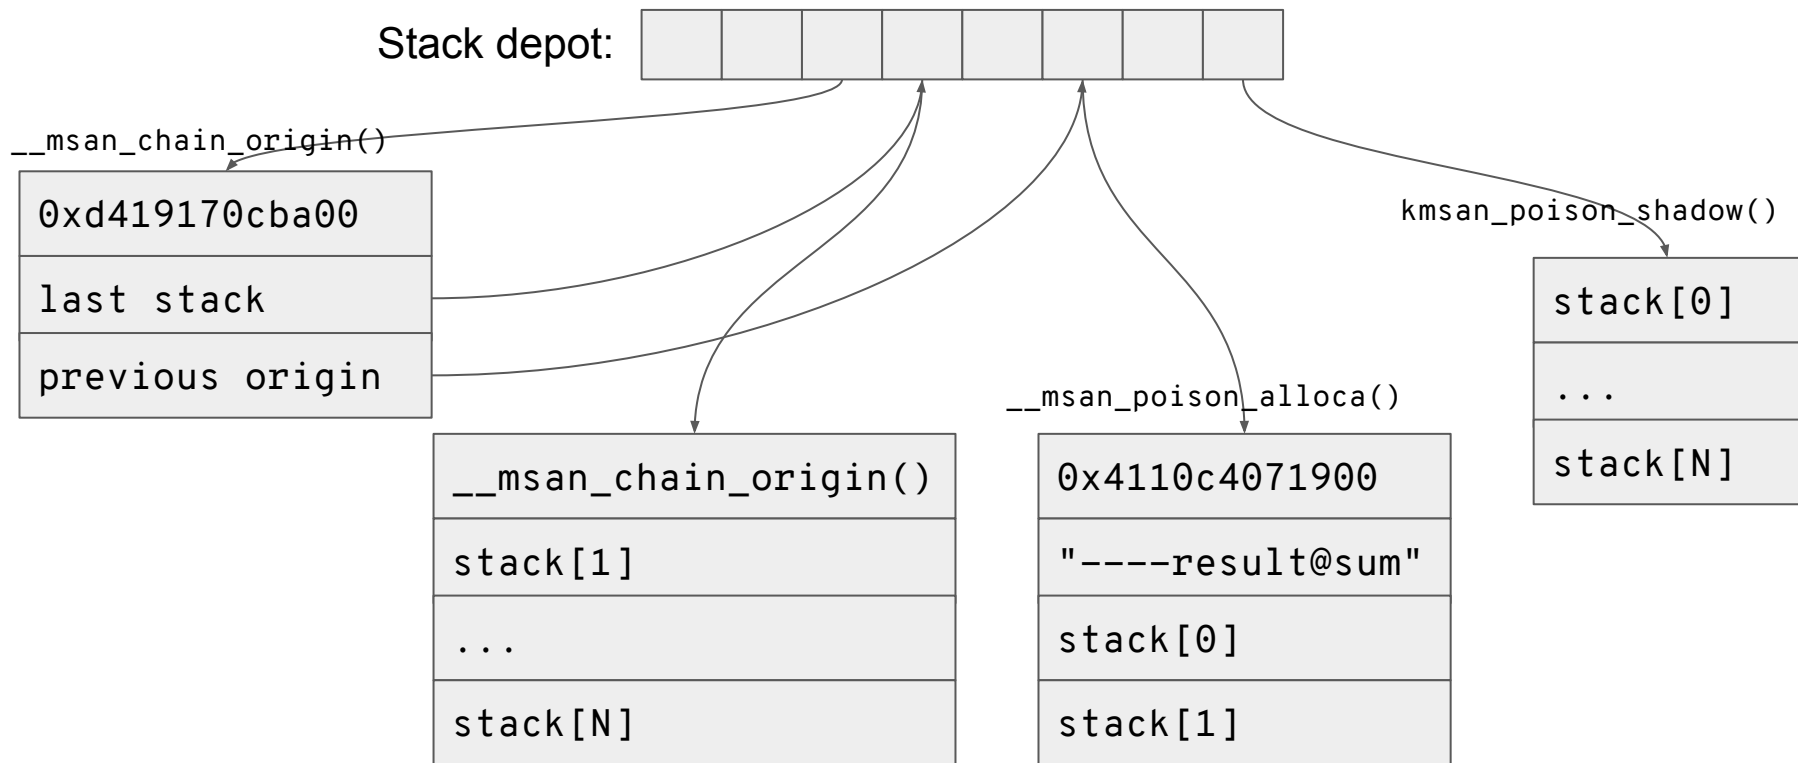 Stack depot:
__msan_chain_origin()
0xd419170cba00
last stack
previous origin
__msan_chain_origin()
stack[1]
...
stack[N]
__msan_poison_alloca()
0x4110c4071900
"----result@sum"
stack[0]
stack[1]
kmsan_poison_shadow()
stack[0]
...
stack[N]